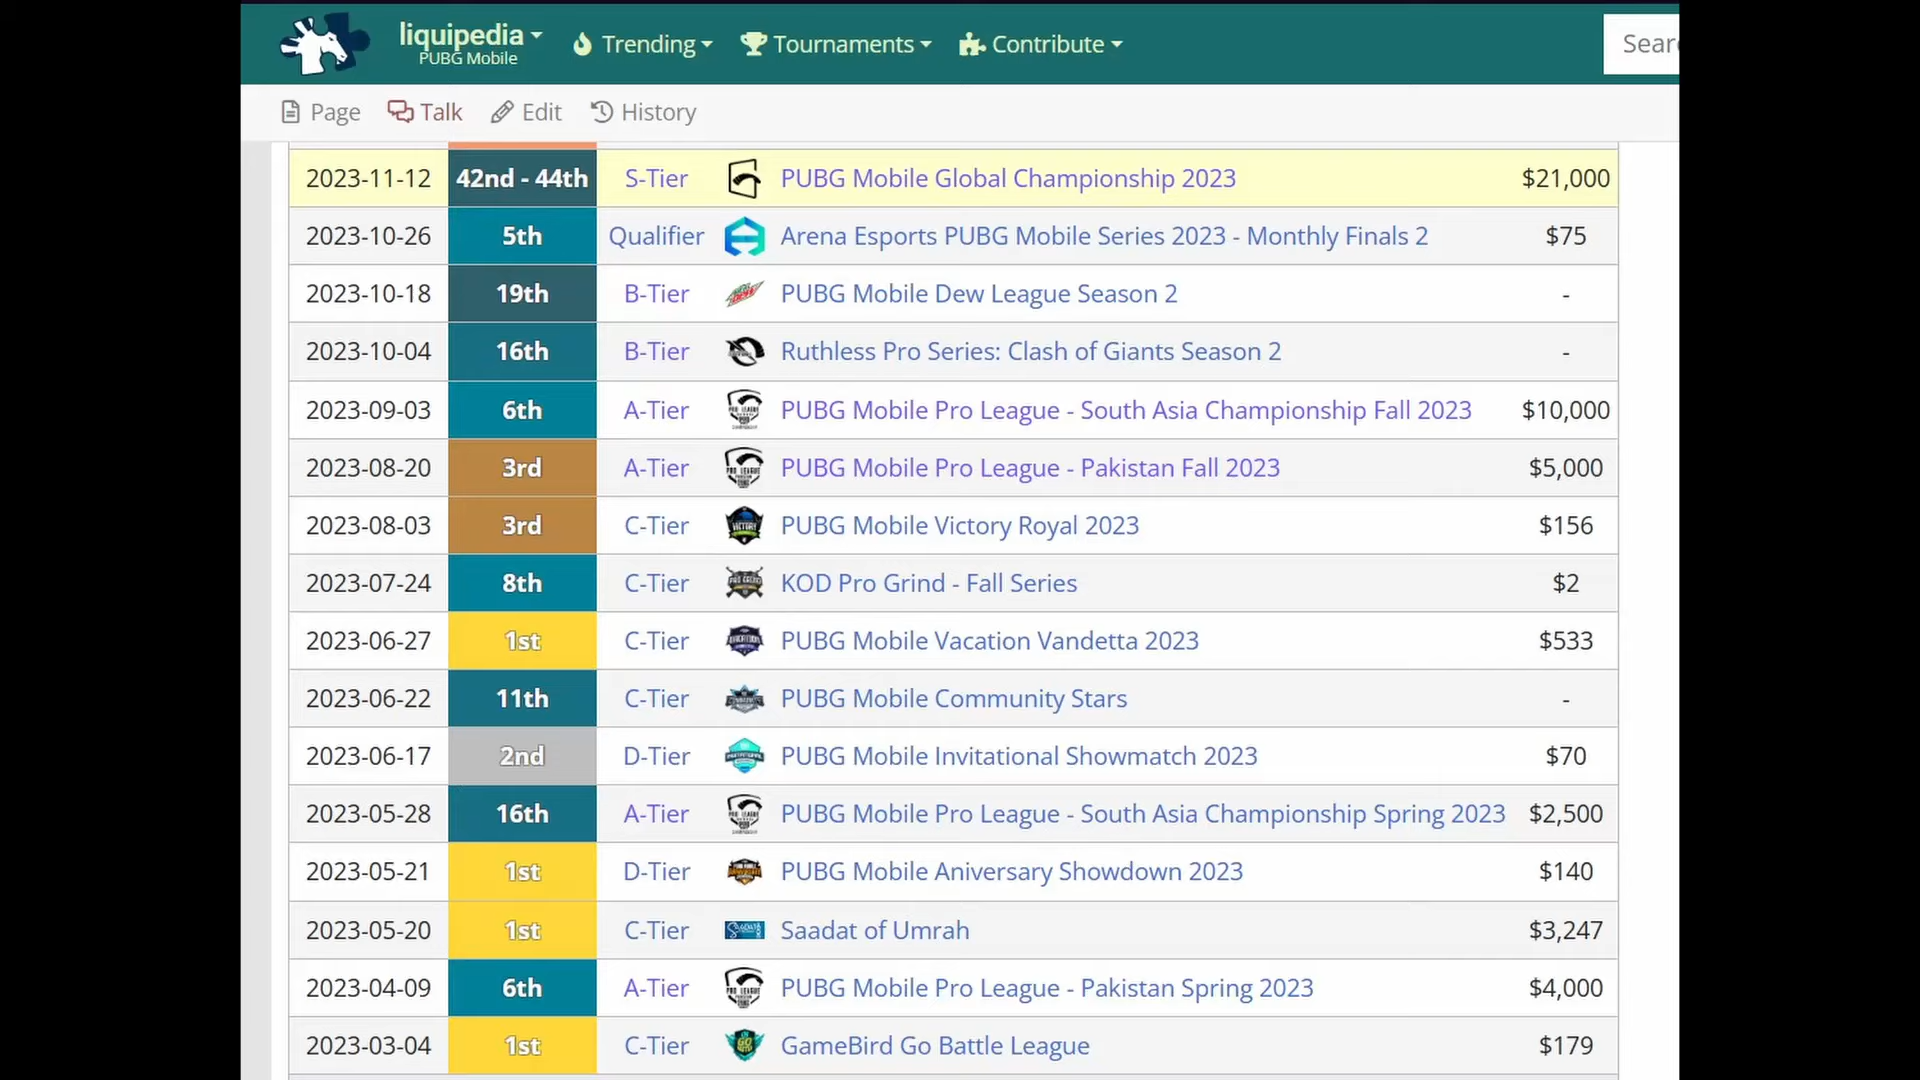 liquipedia
PUBG Mobile
Trending
Tournaments
Contribute
Sear
Page
Talk
Edit
History
2023-11-12 42nd - 44th S-Tier PUBG Mobile Global Championship 2023 $21,000
2023-10-26 5th Qualifier Arena Esports PUBG Mobile Series 2023 - Monthly Finals 2 $75
2023-10-18 19th B-Tier PUBG Mobile Dew League Season 2 -
2023-10-04 16th B-Tier Ruthless Pro Series: Clash of Giants Season 2 -
2023-09-03 6th A-Tier PUBG Mobile Pro League - South Asia Championship Fall 2023 $10,000
2023-08-20 3rd A-Tier PUBG Mobile Pro League - Pakistan Fall 2023 $5,000
2023-08-03 3rd C-Tier PUBG Mobile Victory Royal 2023 $156
2023-07-24 8th C-Tier KOD Pro Grind - Fall Series $2
2023-06-27 1st C-Tier PUBG Mobile Vacation Vandetta 2023 $533
2023-06-22 11th C-Tier PUBG Mobile Community Stars -
2023-06-17 2nd D-Tier PUBG Mobile Invitational Showmatch 2023 $70
2023-05-28 16th A-Tier PUBG Mobile Pro League - South Asia Championship Spring 2023 $2,500
2023-05-21 1st D-Tier PUBG Mobile Aniversary Showdown 2023 $140
2023-05-20 1st C-Tier Saadat of Umrah $3,247
2023-04-09 6th A-Tier PUBG Mobile Pro League - Pakistan Spring 2023 $4,000
2023-03-04 1st C-Tier GameBird Go Battle League $179